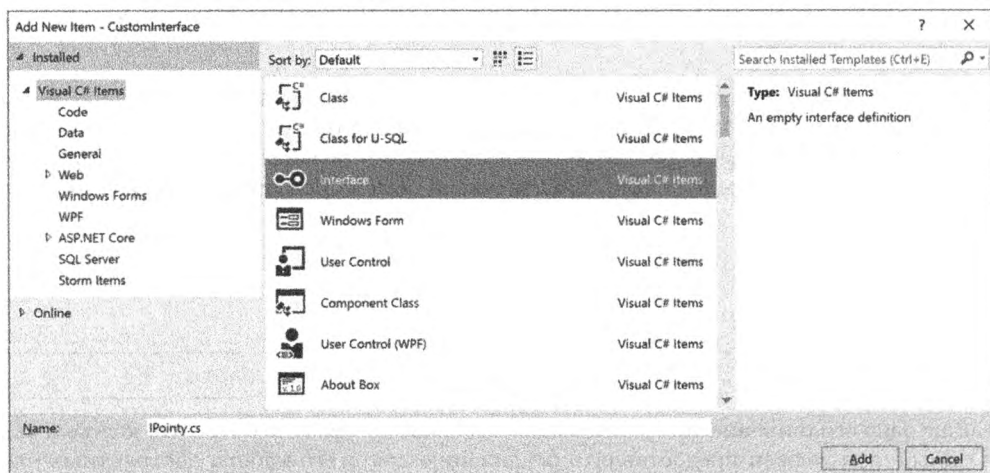 Add New Item - CustomInterface ? ×
Installed
Visual C# Items
Code
Data
General
Web
Windows Forms
WPF
ASP.NET Core
SQL Server
Storm Items
Online
Sort by: Default
Class Visual C# Items
Class for U-SQL Visual C# Items
Interface Visual C# Items
Windows Form Visual C# Items
User Control Visual C# Items
Component Class Visual C# Items
User Control (WPF) Visual C# Items
About Box Visual C# Items
Search Installed Templates (Ctrl+E)
Type: Visual C# Items
An empty interface definition
Name: IPointy.cs
Add Cancel